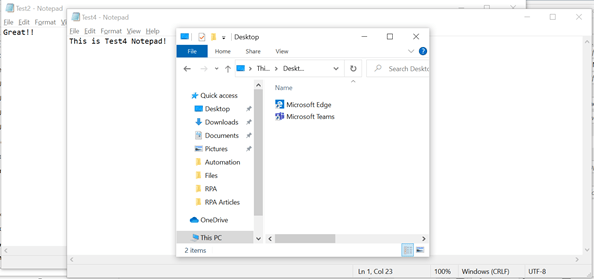 Test2 - Notepad
File Edit
Great!!
Test4 - Notepad
File Edit Format View Help
This is Test4 Notepad!
Desktop
File Home Share View
Thi... Deskt...
Search Deskto
Name
Quick access
Desktop
Downloads
Documents
Pictures
Automation
Files
RPA
RPA Articles
OneDrive
This PC
Microsoft Edge
Microsoft Teams
2 items
Ln 1, Col 23 100% Windows (CRLF) UTF-8